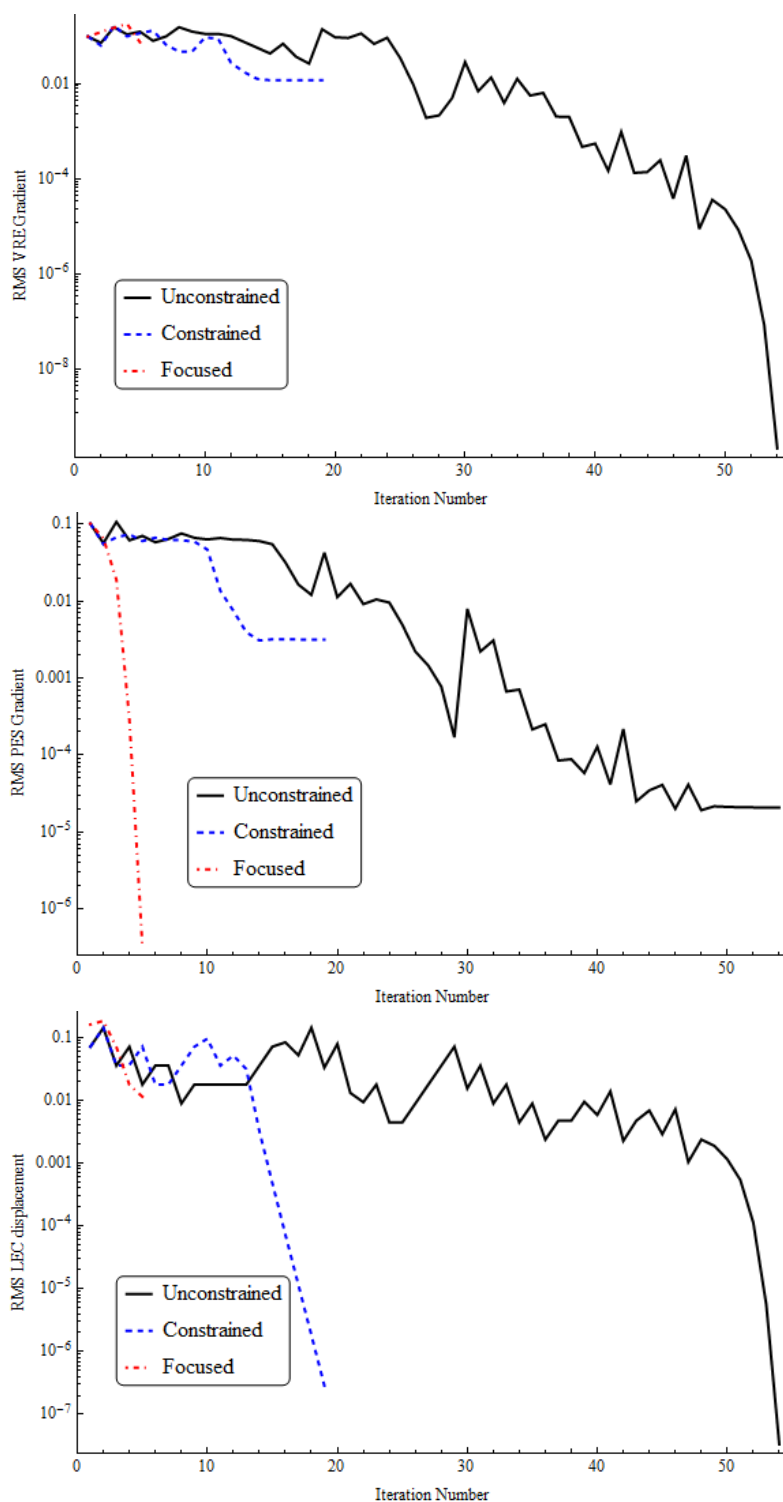 RMS VRE Gradient
0.01
10⁻⁴
10⁻⁶
10⁻⁸
Unconstrained
Constrained
Focused
0 10 20 30 40 50
Iteration Number
RMS PES Gradient
0.1
0.01
0.001
10⁻⁴
10⁻⁵
10⁻⁶
Unconstrained
Constrained
Focused
0 10 20 30 40 50
Iteration Number
RMS LEC displacement
0.1
0.01
0.001
10⁻⁴
10⁻⁵
10⁻⁶
10⁻⁷
Unconstrained
Constrained
Focused
0 10 20 30 40 50
Iteration Number